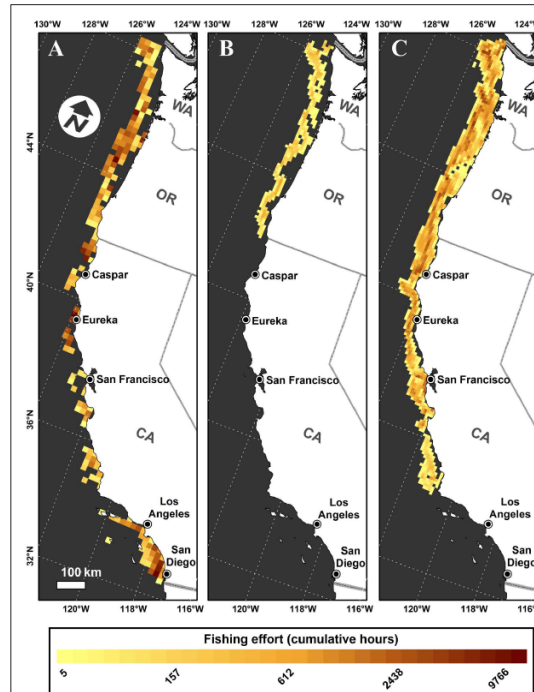 130°W 128°W 126°W 124°W 128°W 126°W 124°W 128°W 126°W 124°W
A B C
N
WA WA WA
44°N
OR OR OR
40°N
Caspar Caspar Caspar
Eureka Eureka Eureka
San Francisco San Francisco San Francisco
36°N
CA CA CA
Los Angeles Los Angeles Los Angeles
32°N
San Diego San Diego San Diego
100 km
120°W 118°W 116°W 120°W 118°W 116°W 120°W 118°W 116°W
Fishing effort (cumulative hours)
5 157 612 2438 9766